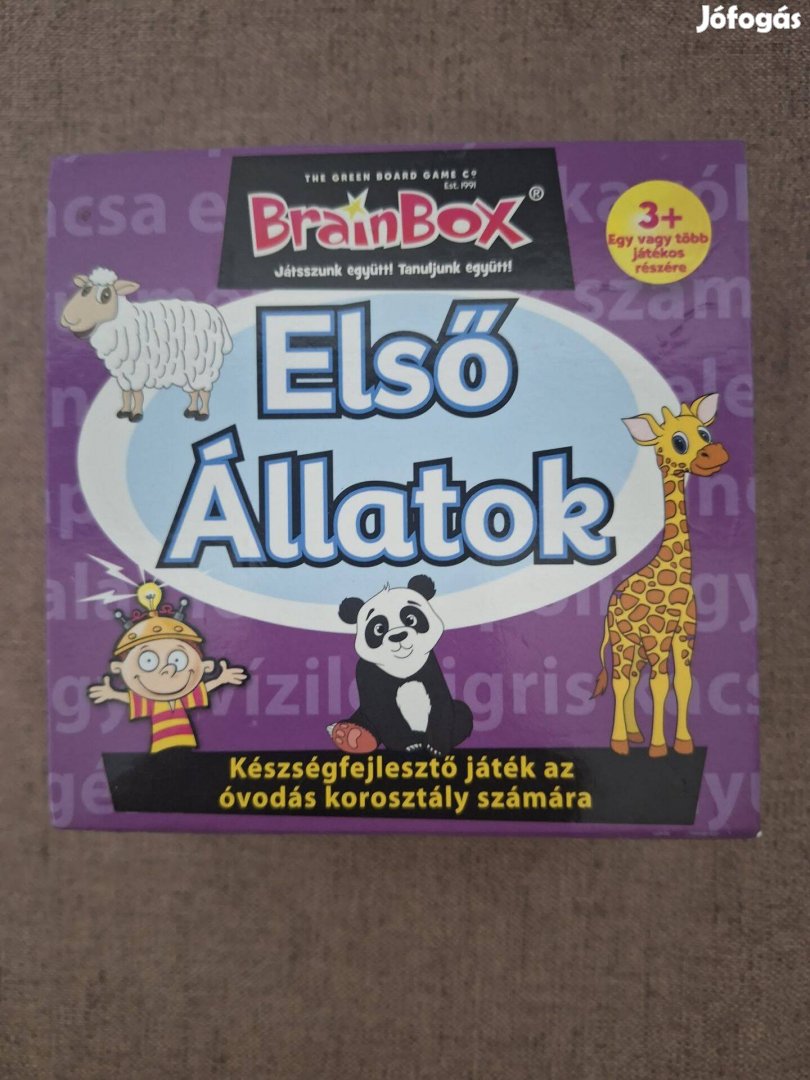 Jófogás
THE GREEN BOARD GAME Cº
Est. 1991
BrainBox®
Játsszunk együtt! Tanuljunk együtt!
3+
Egy vagy több
játékos
részére
Első
Állatok
Készségfejlesztő játék az
óvodás korosztály számára